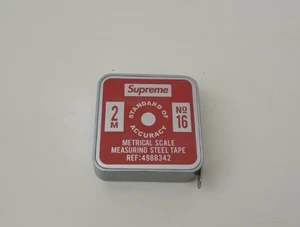 Supreme
2
M
STANDARD OF
ACCURACY
Nº
16
METRICAL SCALE
MEASURING STEEL TAPE
REF:4988342